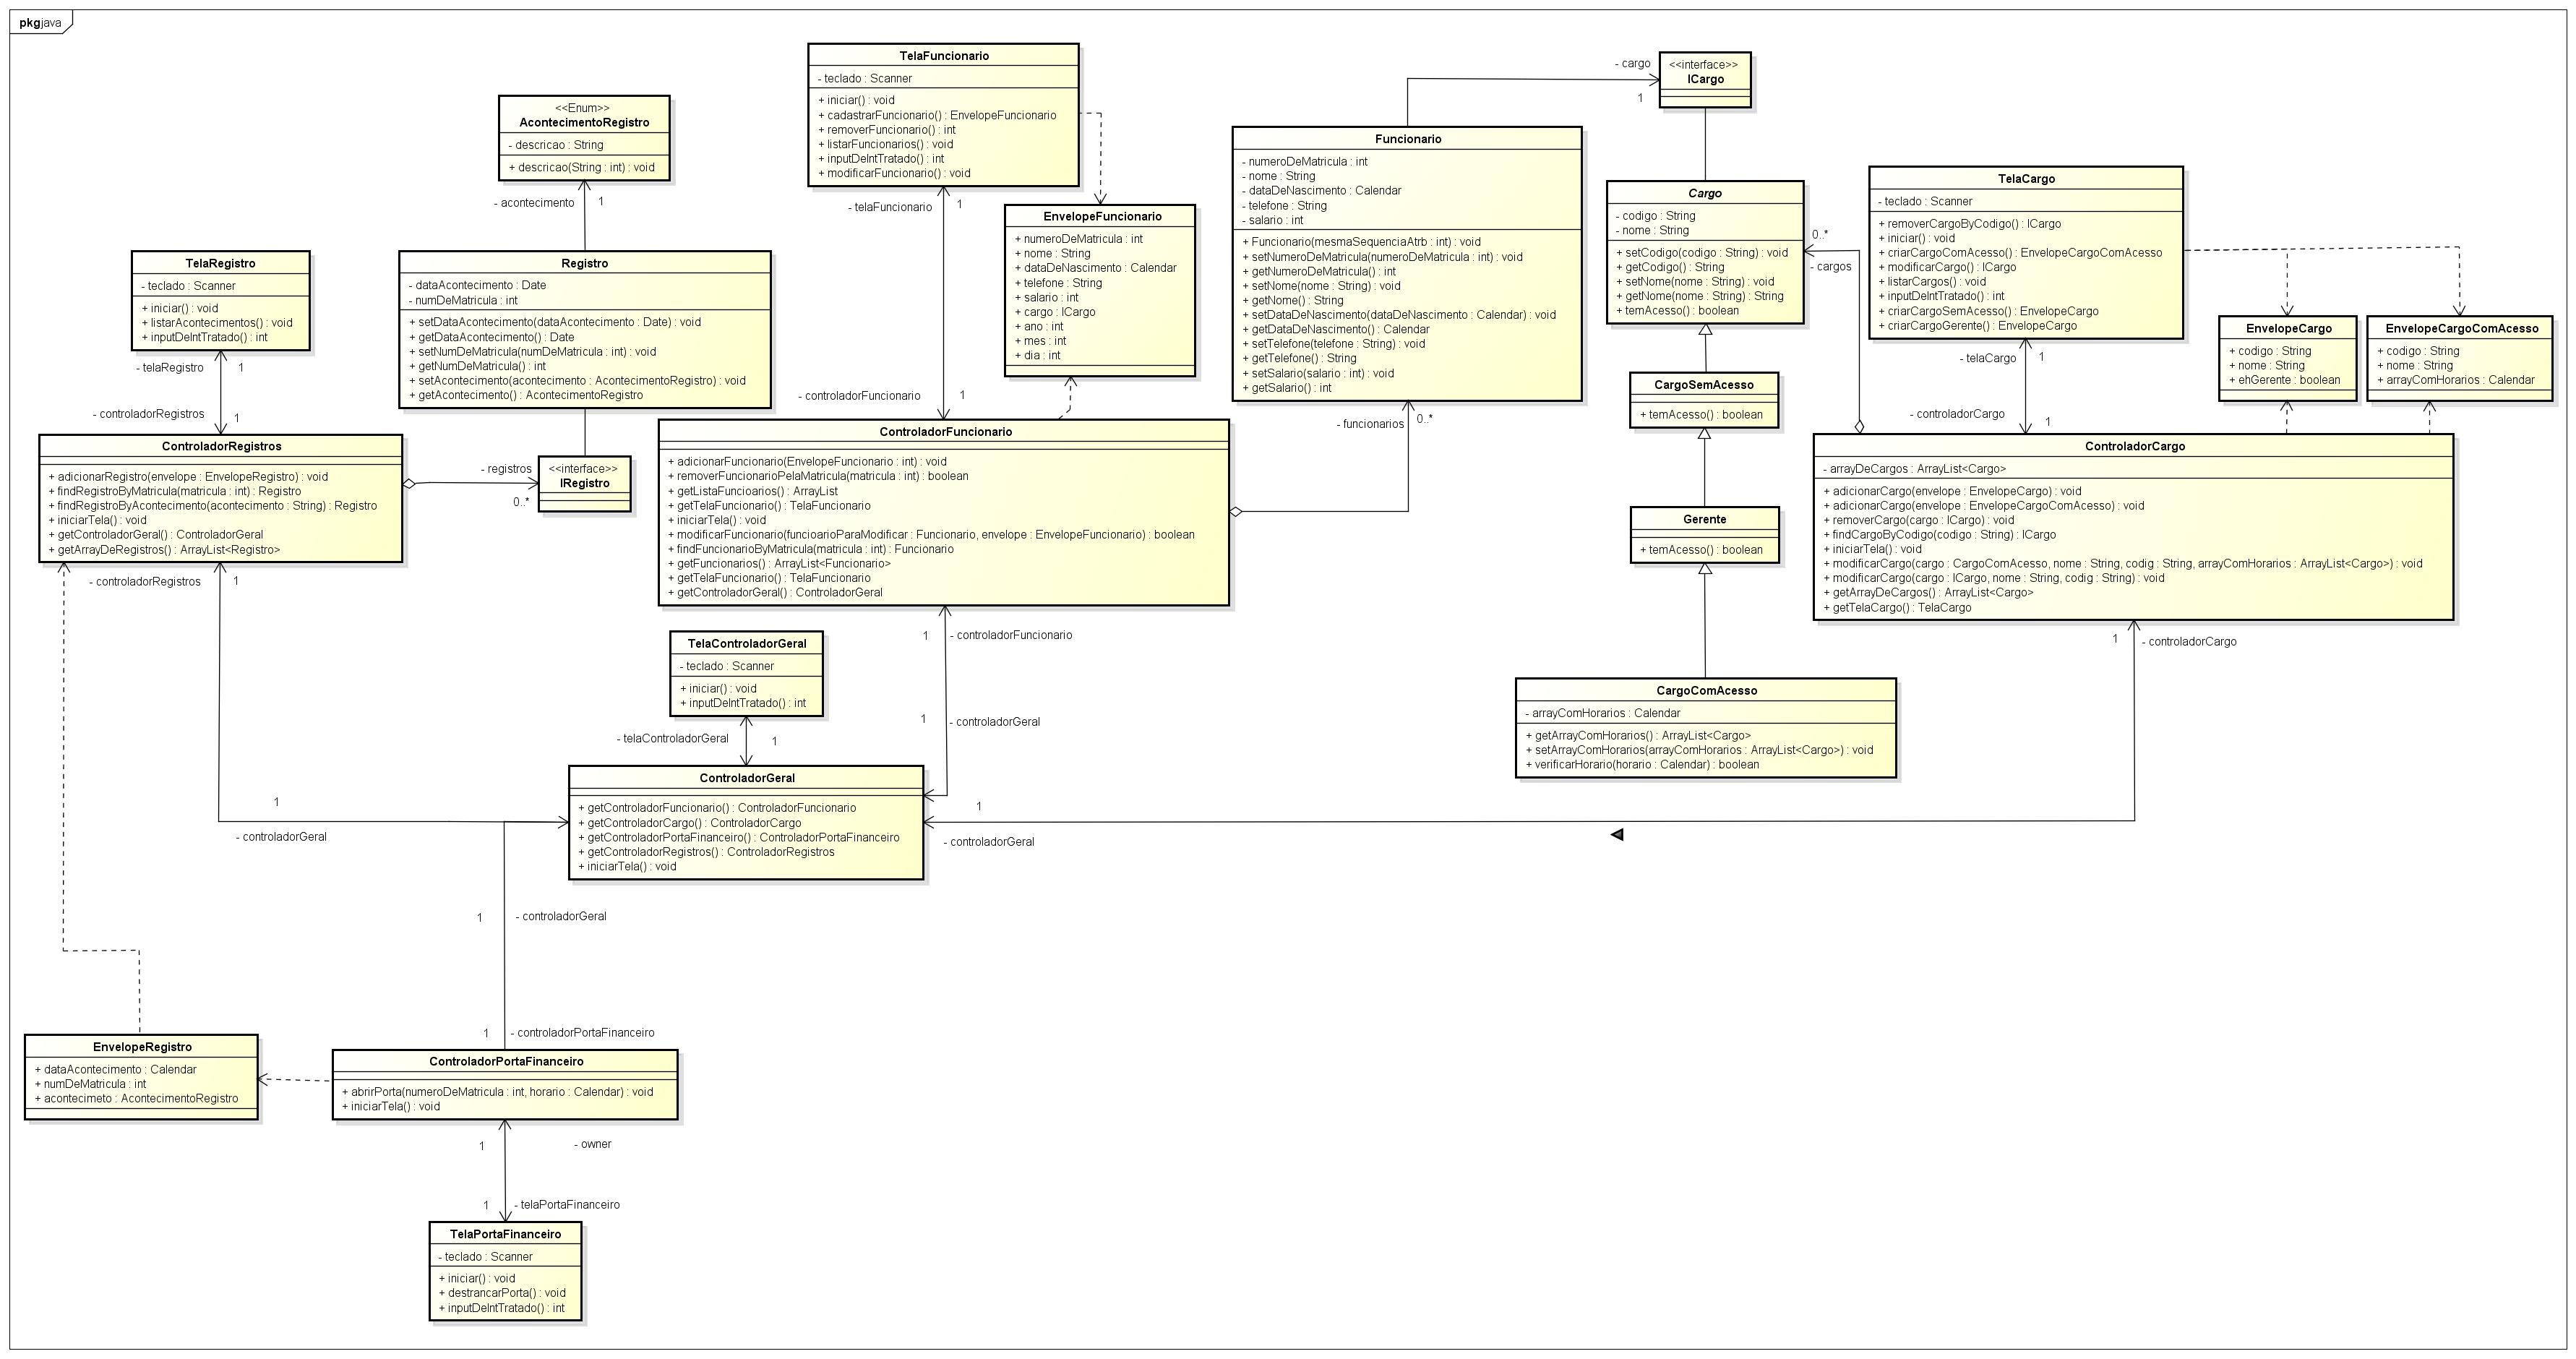 pkg java
TelaFuncionario
- teclado : Scanner
+ iniciar() : void
+ cadastrarFuncionario() : EnvelopeFuncionario
+ removerFuncionario() : int
+ listarFuncionarios() : void
+ inputDeIntTratado() : int
+ modificarFuncionario() : void
- telaFuncionario
1
- controladorFuncionario
1
<<interface>>
ICargo
- cargo
1
<<Enum>>
AcontecimentoRegistro
- descricao : String
+ descricao(String : int) : void
- acontecimento
1
Funcionario
- numeroDeMatricula : int
- nome : String
- dataDeNascimento : Calendar
- telefone : String
- salario : int
+ Funcionario(mesmaSequenciaAtrb : int) : void
+ setNumeroDeMatricula(numeroDeMatricula : int) : void
+ getNumeroDeMatricula() : int
+ setNome(nome : String) : void
+ getNome() : String
+ setDataDeNascimento(dataDeNascimento : Calendar) : void
+ getDataDeNascimento() : Calendar
+ setTelefone(telefone : String) : void
+ getTelefone() : String
+ setSalario(salario : int) : void
+ getSalario() : int
- funcionarios
0..*
Cargo
- codigo : String
- nome : String
+ setCodigo(codigo : String) : void
+ getCodigo() : String
+ setNome(nome : String) : void
+ getNome(nome : String) : String
+ temAcesso() : boolean
0..*
- cargos
TelaCargo
- teclado : Scanner
+ removerCargoByCodigo() : ICargo
+ iniciar() : void
+ criarCargoComAcesso() : EnvelopeCargoComAcesso
+ modificarCargo() : ICargo
+ listarCargos() : void
+ inputDeIntTratado() : int
+ criarCargoSemAcesso() : EnvelopeCargo
+ criarCargoGerente() : EnvelopeCargo
- telaCargo
1
- controladorCargo
1
EnvelopeFuncionario
+ numeroDeMatricula : int
+ nome : String
+ dataDeNascimento : Calendar
+ telefone : String
+ salario : int
+ cargo : ICargo
+ ano : int
+ mes : int
+ dia : int
TelaRegistro
- teclado : Scanner
+ iniciar() : void
+ listarAcontecimentos() : void
+ inputDeIntTratado() : int
- telaRegistro
1
- controladorRegistros
1
Registro
- dataAcontecimento : Date
- numDeMatricula : int
+ setDataAcontecimento(dataAcontecimento : Date) : void
+ getDataAcontecimento() : Date
+ setNumDeMatricula(numDeMatricula : int) : void
+ getNumDeMatricula() : int
+ setAcontecimento(acontecimento : AcontecimentoRegistro) : void
+ getAcontecimento() : AcontecimentoRegistro
EnvelopeCargo
+ codigo : String
+ nome : String
+ ehGerente : boolean
EnvelopeCargoComAcesso
+ codigo : String
+ nome : String
+ arrayComHorarios : Calendar
CargoSemAcesso
+ temAcesso() : boolean
ControladorRegistros
+ adicionarRegistro(envelope : EnvelopeRegistro) : void
+ findRegistroByMatricula(matricula : int) : Registro
+ findRegistroByAcontecimento(acontecimento : String) : Registro
+ iniciarTela() : void
+ getControladorGeral() : ControladorGeral
+ getArrayDeRegistros() : ArrayList<Registro>
- registros
0..*
<<interface>>
IRegistro
ControladorFuncionario
+ adicionarFuncionario(EnvelopeFuncionario : int) : void
+ removerFuncionarioPelaMatricula(matricula : int) : boolean
+ getListaFuncioarios() : ArrayList
+ getTelaFuncionario() : TelaFuncionario
+ iniciarTela() : void
+ modificarFuncionario(funcioarioParaModificar : Funcionario, envelope : EnvelopeFuncionario) : boolean
+ findFuncionarioByMatricula(matricula : int) : Funcionario
+ getFuncionarios() : ArrayList<Funcionario>
+ getTelaFuncionario() : TelaFuncionario
+ getControladorGeral() : ControladorGeral
Gerente
+ temAcesso() : boolean
ControladorCargo
- arrayDeCargos : ArrayList<Cargo>
+ adicionarCargo(envelope : EnvelopeCargo) : void
+ adicionarCargo(envelope : EnvelopeCargoComAcesso) : void
+ removerCargo(cargo : ICargo) : void
+ findCargoByCodigo(codigo : String) : ICargo
+ iniciarTela() : void
+ modificarCargo(cargo : CargoComAcesso, nome : String, codig : String, arrayComHorarios : ArrayList<Cargo>) : void
+ modificarCargo(cargo : ICargo, nome : String, codig : String) : void
+ getArrayDeCargos() : ArrayList<Cargo>
+ getTelaCargo() : TelaCargo
- controladorRegistros
1
1
- controladorFuncionario
1
- controladorCargo
TelaControladorGeral
- teclado : Scanner
+ iniciar() : void
+ inputDeIntTratado() : int
- telaControladorGeral
1
1
- controladorGeral
CargoComAcesso
- arrayComHorarios : Calendar
+ getArrayComHorarios() : ArrayList<Cargo>
+ setArrayComHorarios(arrayComHorarios : ArrayList<Cargo>) : void
+ verificarHorario(horario : Calendar) : boolean
ControladorGeral
+ getControladorFuncionario() : ControladorFuncionario
+ getControladorCargo() : ControladorCargo
+ getControladorPortaFinanceiro() : ControladorPortaFinanceiro
+ getControladorRegistros() : ControladorRegistros
+ iniciarTela() : void
1
- controladorGeral
1
- controladorGeral
1
- controladorGeral
1
- controladorPortaFinanceiro
EnvelopeRegistro
+ dataAcontecimento : Calendar
+ numDeMatricula : int
+ acontecimeto : AcontecimentoRegistro
ControladorPortaFinanceiro
+ abrirPorta(numeroDeMatricula : int, horario : Calendar) : void
+ iniciarTela() : void
1
- owner
1
- telaPortaFinanceiro
TelaPortaFinanceiro
- teclado : Scanner
+ iniciar() : void
+ destrancarPorta() : void
+ inputDeIntTratado() : int